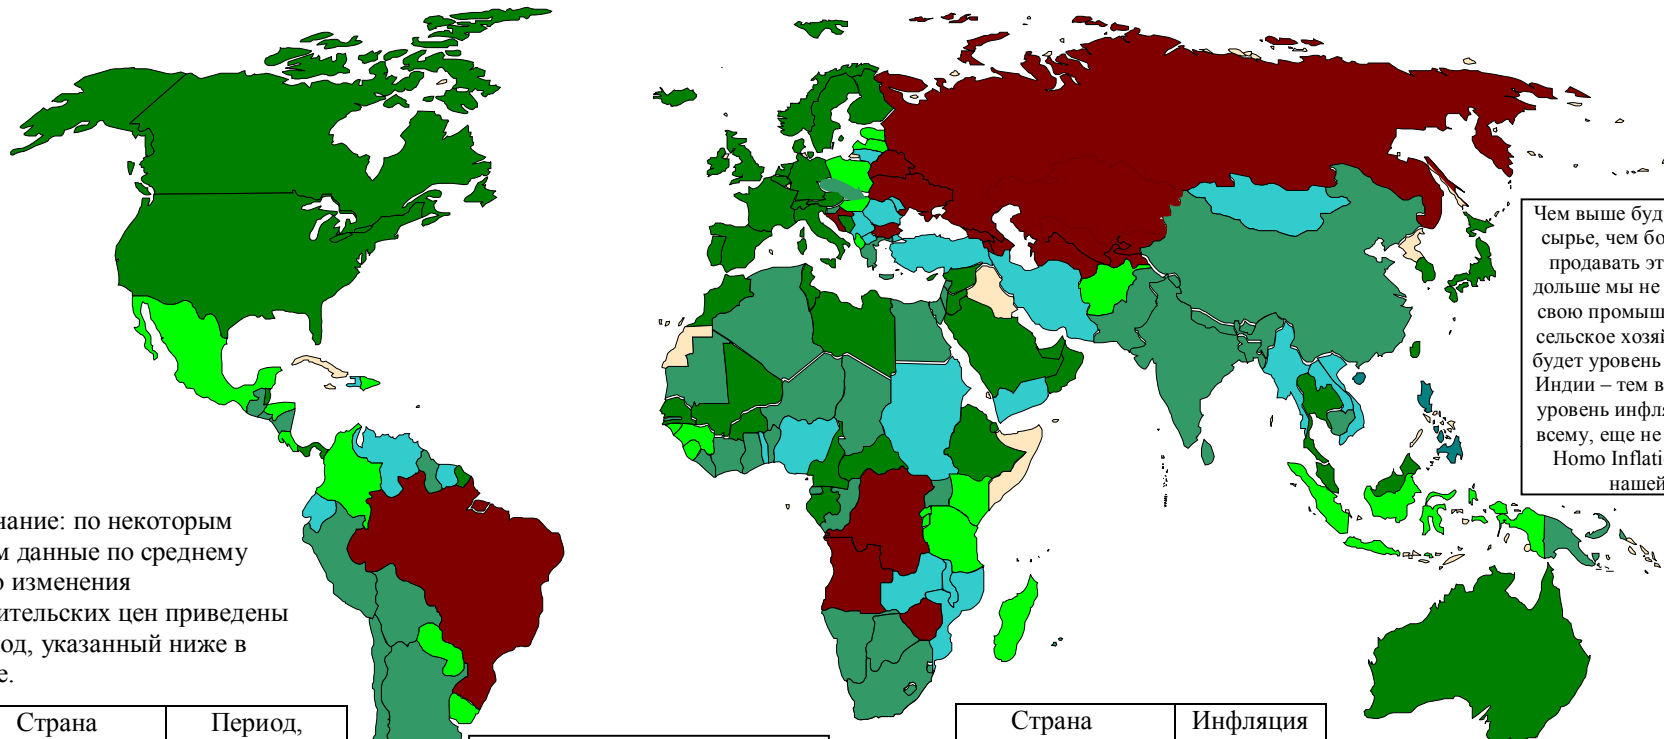 Чем выше буд
сырье, чем бо
продавать эт
дольше мы не
свою промыш
сельское хозяй
будет уровень
Индии – тем в
уровень инфля
всему, еще не
Homo Inflati
нашей
нание: по некоторым
м данные по среднему
о изменения
ительских цен приведены
од, указанный ниже в
е.
Страна Период,
Страна Инфляция